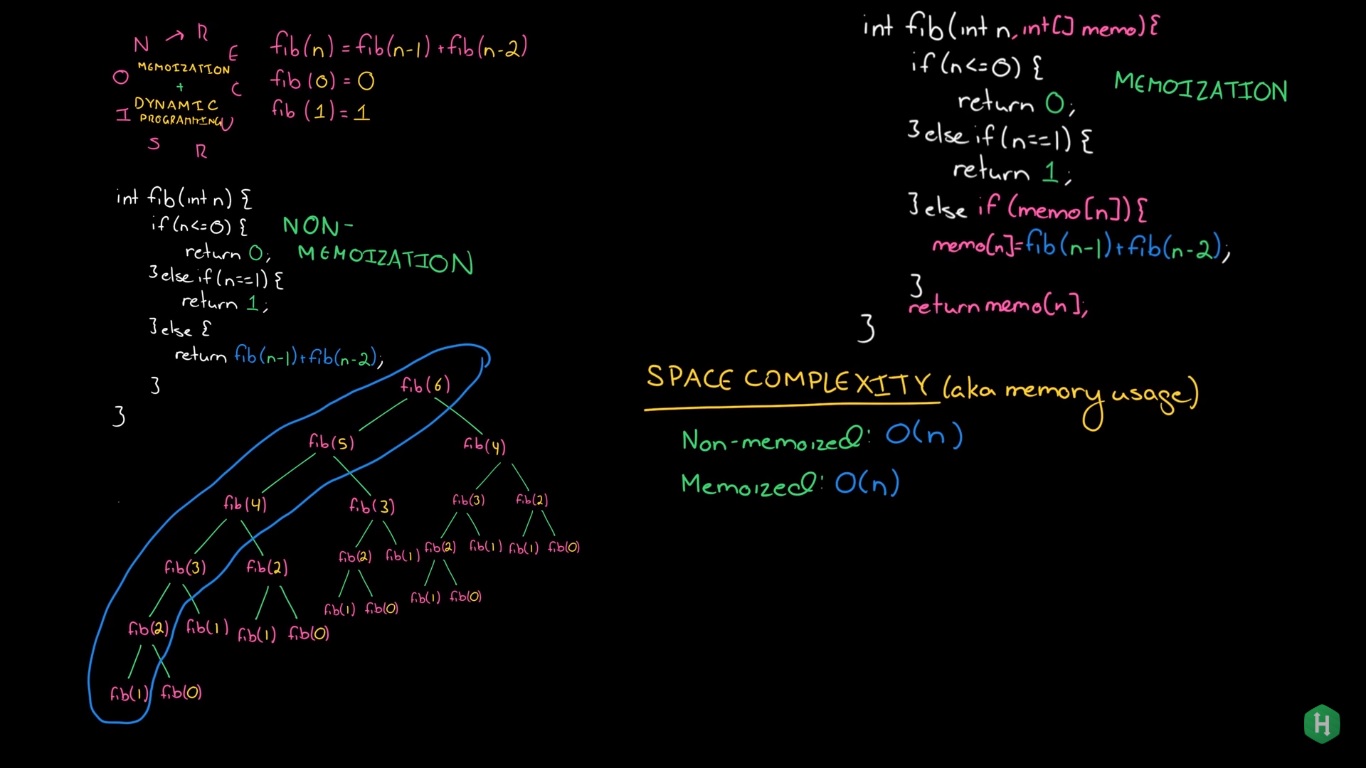 N → R E C U R S I O N
MEMOIZATION
+
DYNAMIC
PROGRAMMING
fib(n) = fib(n-1) + fib(n-2)
fib(0) = 0
fib(1) = 1
int fib(int n) {
if (n<=0) {
return 0;
}else if(n==1) {
return 1;
}else {
return fib(n-1)+fib(n-2);
}
}
NON-
MEMOIZATION
fib(6)
fib(5) fib(4)
fib(4) fib(3) fib(3) fib(2)
fib(3) fib(2) fib(2) fib(1) fib(2) fib(1) fib(1) fib(0)
fib(2) fib(1) fib(1) fib(0) fib(1) fib(0) fib(1) fib(0)
fib(1) fib(0)
int fib(int n, int[] memo){
if (n<=0) {
return 0;
}else if(n==1) {
return 1;
}else if (memo[n]){
memo[n]=fib(n-1)+fib(n-2);
}
return memo[n];
}
MEMOIZATION
SPACE COMPLEXITY (aka memory usage)
Non-memoized: O(n)
Memoized: O(n)
H